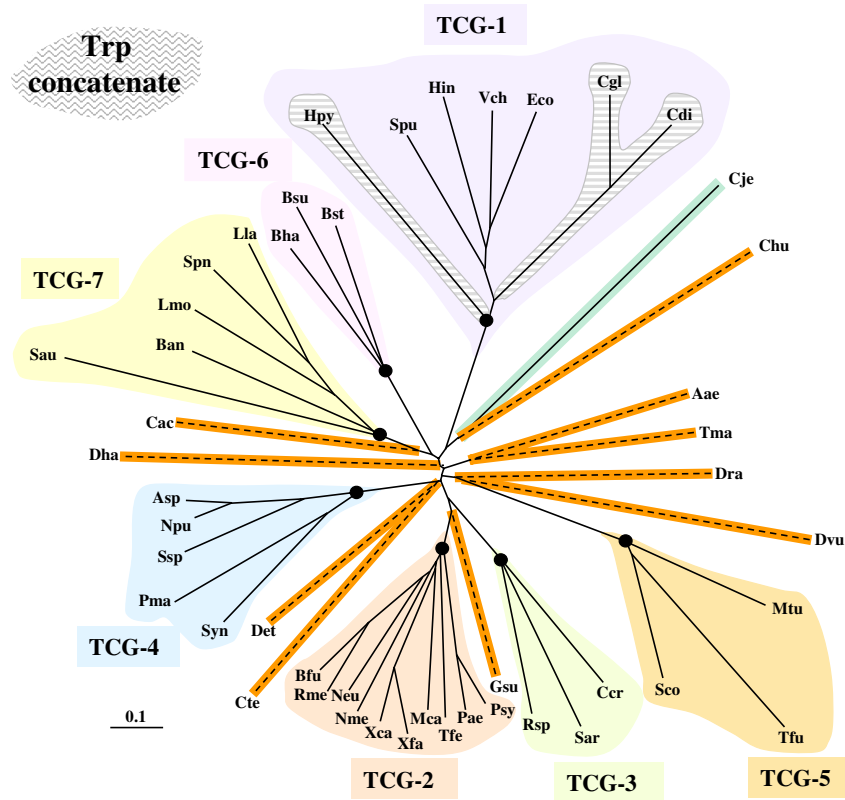 TCG-1
Trp
concatenate
Hpy
Spu
Hin
Vch
Eco
Cgl
Cdi
Cje
Chu
TCG-6
Bsu
Bst
Bha
TCG-7
Lla
Spn
Lmo
Ban
Sau
Cac
Dha
Aae
Tma
Dra
Dvu
Asp
Npu
Ssp
Pma
Syn
TCG-4
Det
Cte
Bfu
Rme
Neu
Nme
Xca
Xfa
Mca
Tfe
Pae
Psy
Gsu
TCG-2
Rsp
Sar
Ccr
TCG-3
Mtu
Sco
Tfu
TCG-5
0.1